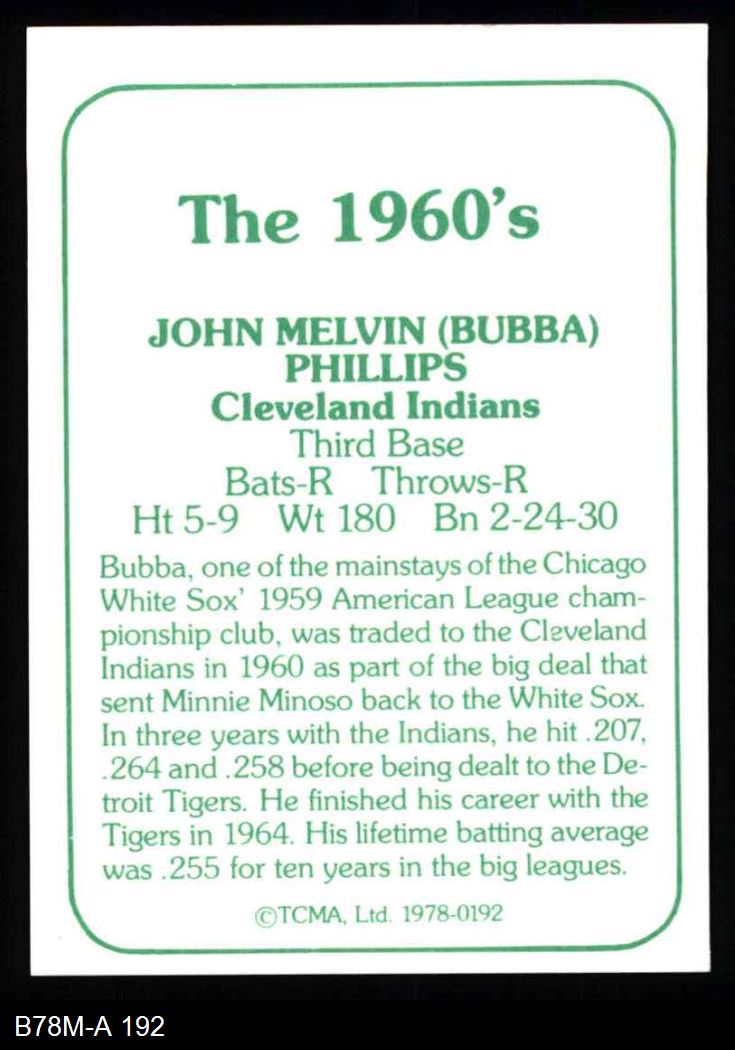 The 1960's
JOHN MELVIN (BUBBA)
PHILLIPS
Cleveland Indians
Third Base
Bats-R Throws-R
Ht 5-9 Wt 180 Bn 2-24-30
Bubba, one of the mainstays of the Chicago
White Sox' 1959 American League cham-
pionship club, was traded to the Cleveland
Indians in 1960 as part of the big deal that
sent Minnie Minoso back to the White Sox.
In three years with the Indians, he hit .207,
.264 and .258 before being dealt to the De-
troit Tigers. He finished his career with the
Tigers in 1964. His lifetime batting average
was .255 for ten years in the big leagues.
©TCMA, Ltd. 1978-0192
B78M-A 192